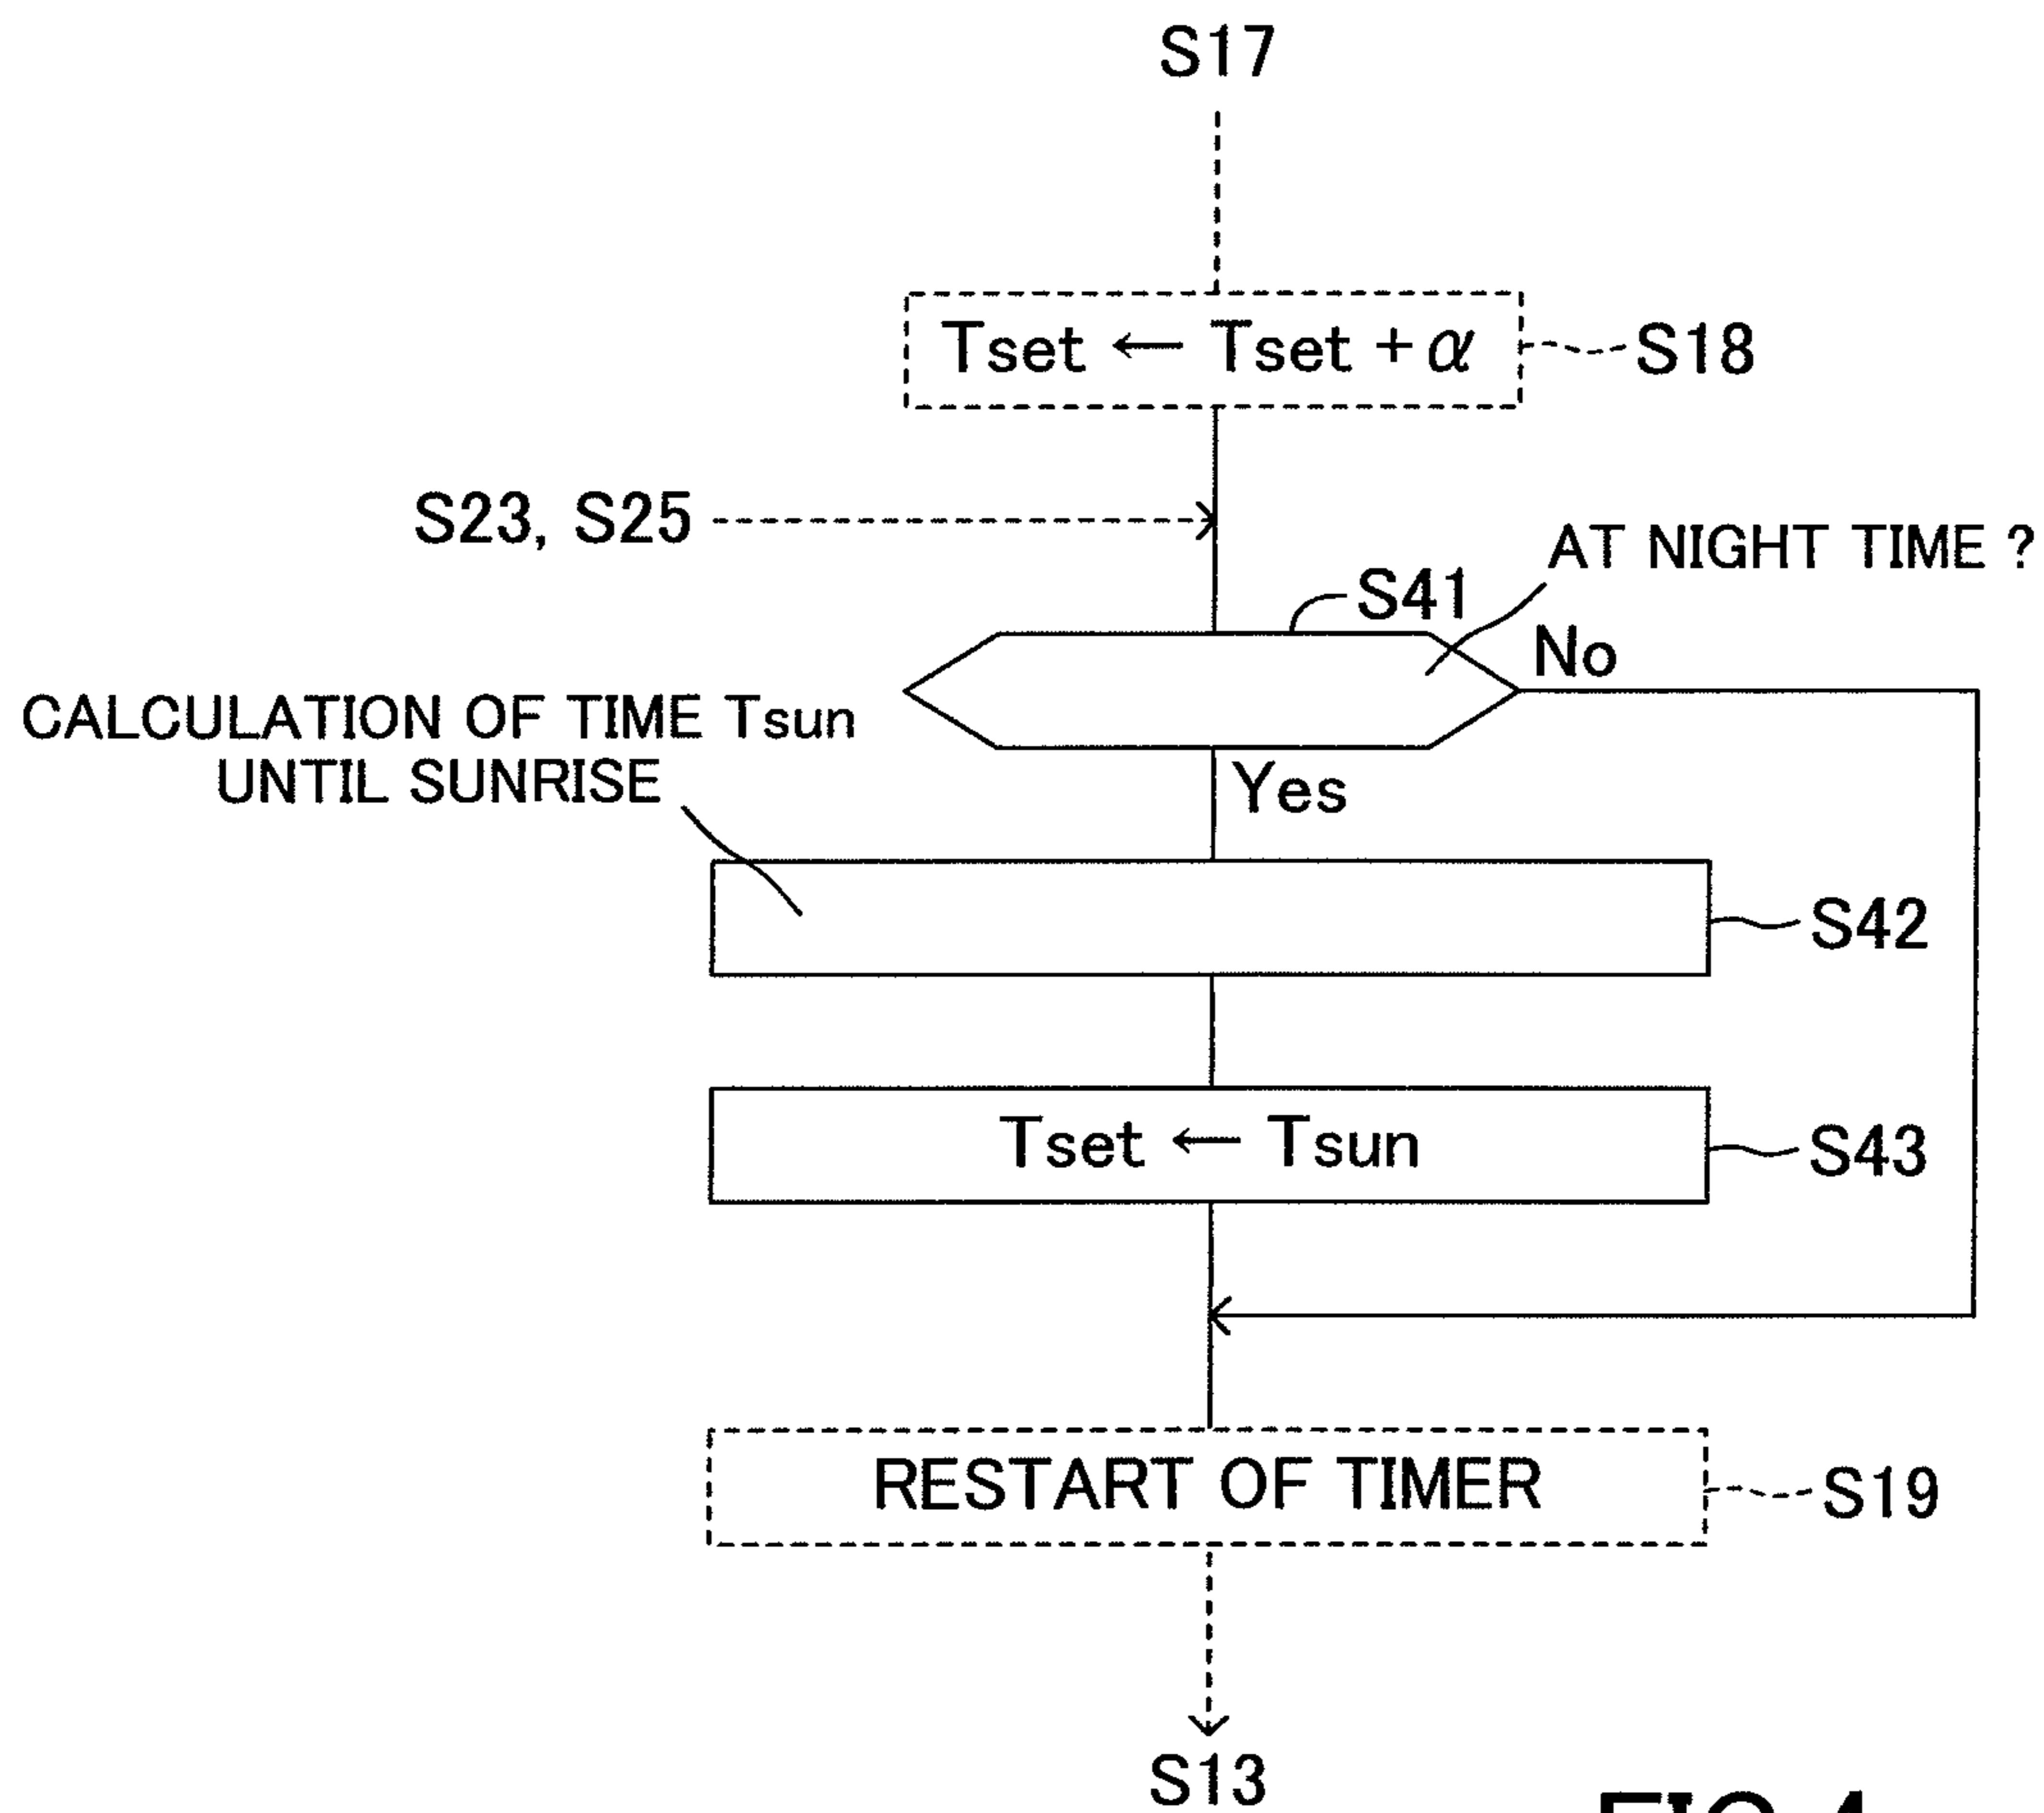 S17
Tset ← Tset + α
S18
S23, S25
AT NIGHT TIME ?
S41
No
CALCULATION OF TIME Tsun
UNTIL SUNRISE
Yes
S42
Tset ← Tsun
S43
RESTART OF TIMER
S19
S13